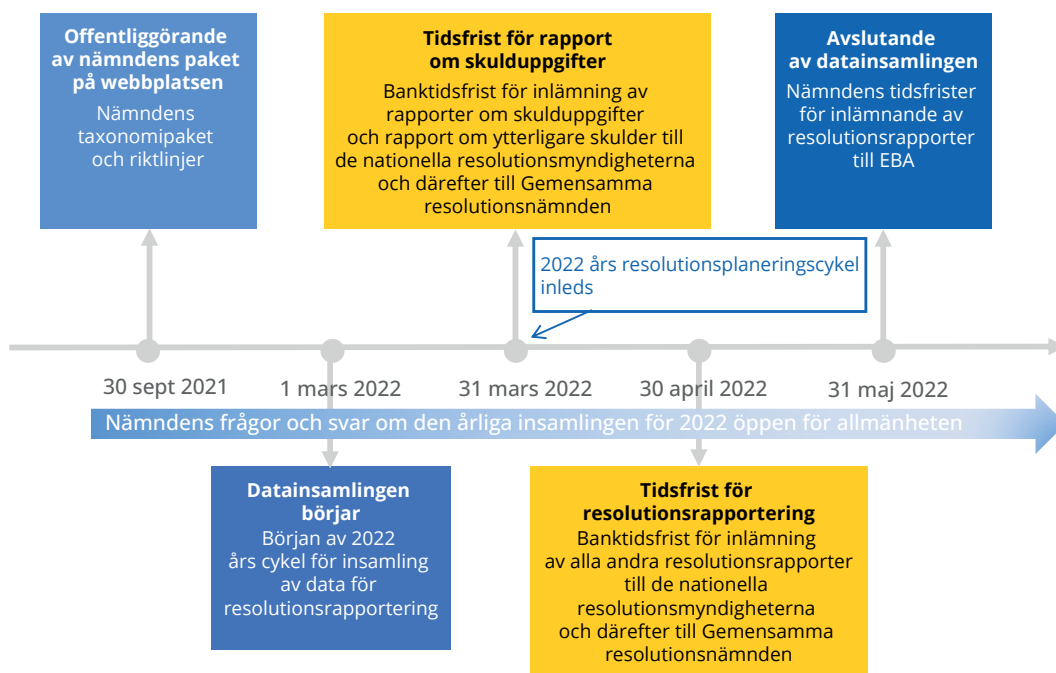 Offentliggörande
av nämndens paket
på webbplatsen
Nämndens
taxonomipaket
och riktlinjer
Tidsfrist för rapport
om skulduppgifter
Banktidsfrist för inlämning av
rapporter om skulduppgifter
och rapport om ytterligare skulder till
de nationella resolutionsmyndigheterna
och därefter till Gemensamma
resolutionsnämnden
Avslutande
av datainsamlingen
Nämndens tidsfrister
för inlämnande av
resolutionsrapporter
till EBA
2022 års resolutionsplaneringscykel
inleds
30 sept 2021
1 mars 2022
31 mars 2022
30 april 2022
31 maj 2022
Nämndens frågor och svar om den årliga insamlingen för 2022 öppen för allmänheten
Datainsamlingen
börjar
Början av 2022
års cykel för insamling
av data för
resolutionsrapportering
Tidsfrist för
resolutionsrapportering
Banktidsfrist för inlämning
av alla andra resolutionsrapporter
till de nationella
resolutionsmyndigheterna
och därefter till Gemensamma
resolutionsnämnden